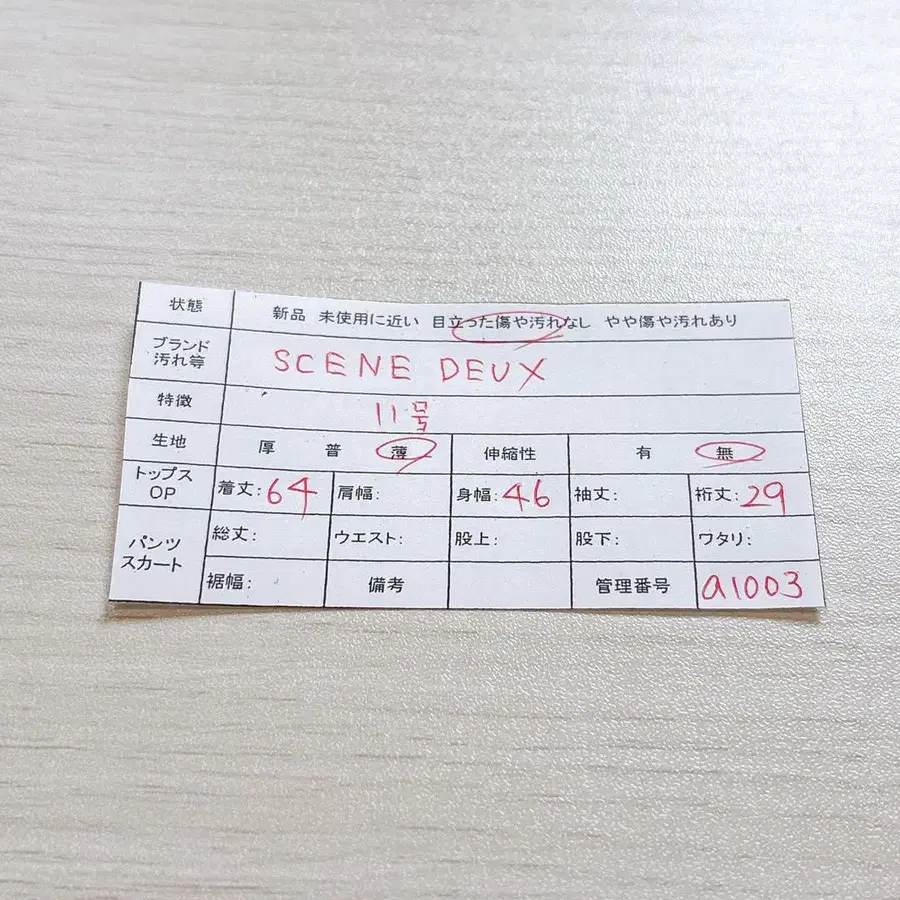 状態 新品 未使用に近い 目立った傷や汚れなし やや傷や汚れあり
ブランド
汚れ等 SCENE DEUX
特徴 11号
生地 厚 普 薄 伸縮性 有 無
トップス
OP 着丈:64 肩幅: 身幅:46 袖丈: 裄丈:29
パンツ
スカート 総丈: ウエスト: 股上: 股下: ワタリ:
裾幅: 備考 管理番号 a1003